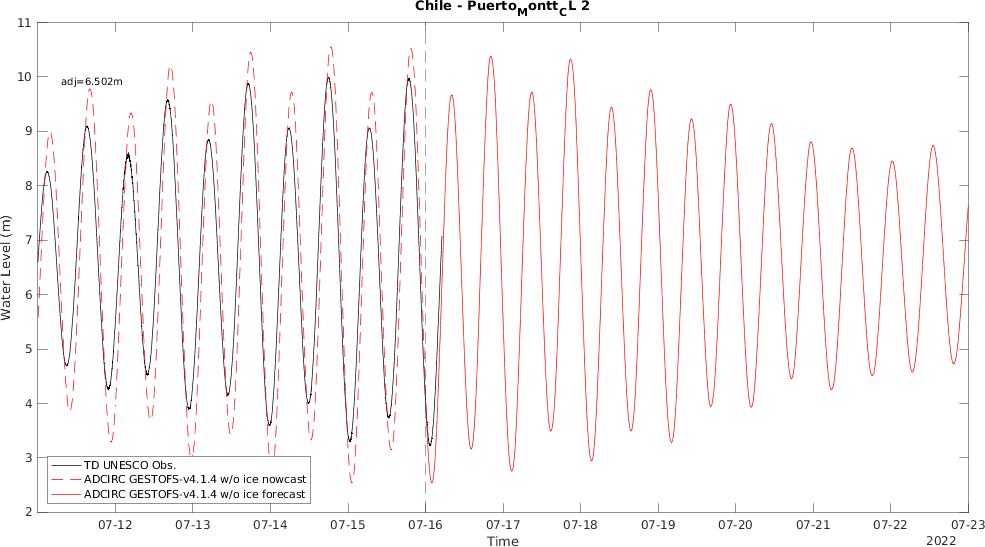 Chile - Puerto_Montt_CL 2
11
10
9
8
7
6
5
4
3
2
Water Level (m)
adj=6.502m
TD UNESCO Obs.
ADCIRC GESTOFS-v4.1.4 w/o ice nowcast
ADCIRC GESTOFS-v4.1.4 w/o ice forecast
07-12 07-13 07-14 07-15 07-16 07-17 07-18 07-19 07-20 07-21 07-22 07-23
Time
2022